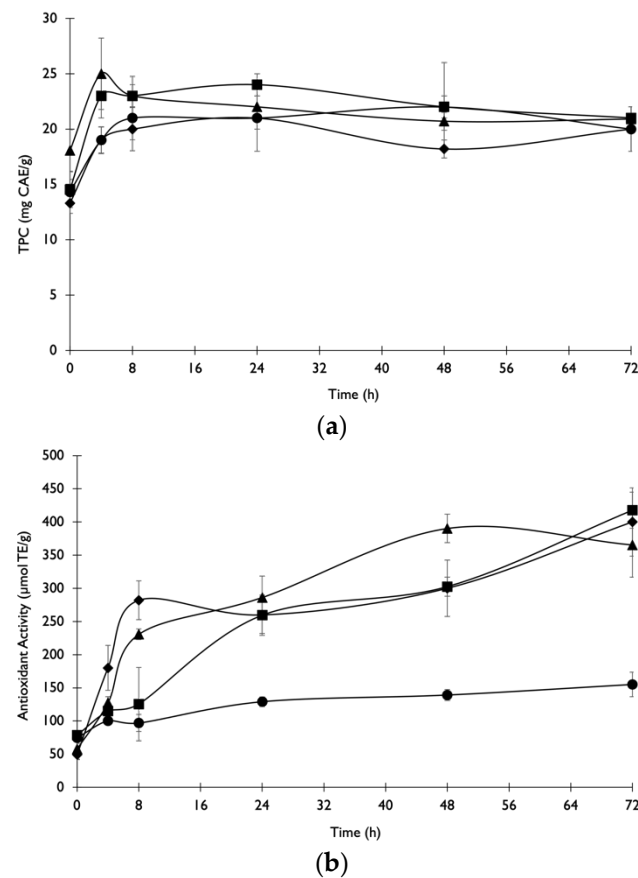 30
25
20
15
10
5
0
TPC (mg CAE/g)
0 8 16 24 32 40 48 56 64 72
Time (h)
(a)
500
450
400
350
300
250
200
150
100
50
0
Antioxidant Activity (µmol TE/g)
0 8 16 24 32 40 48 56 64 72
Time (h)
(b)